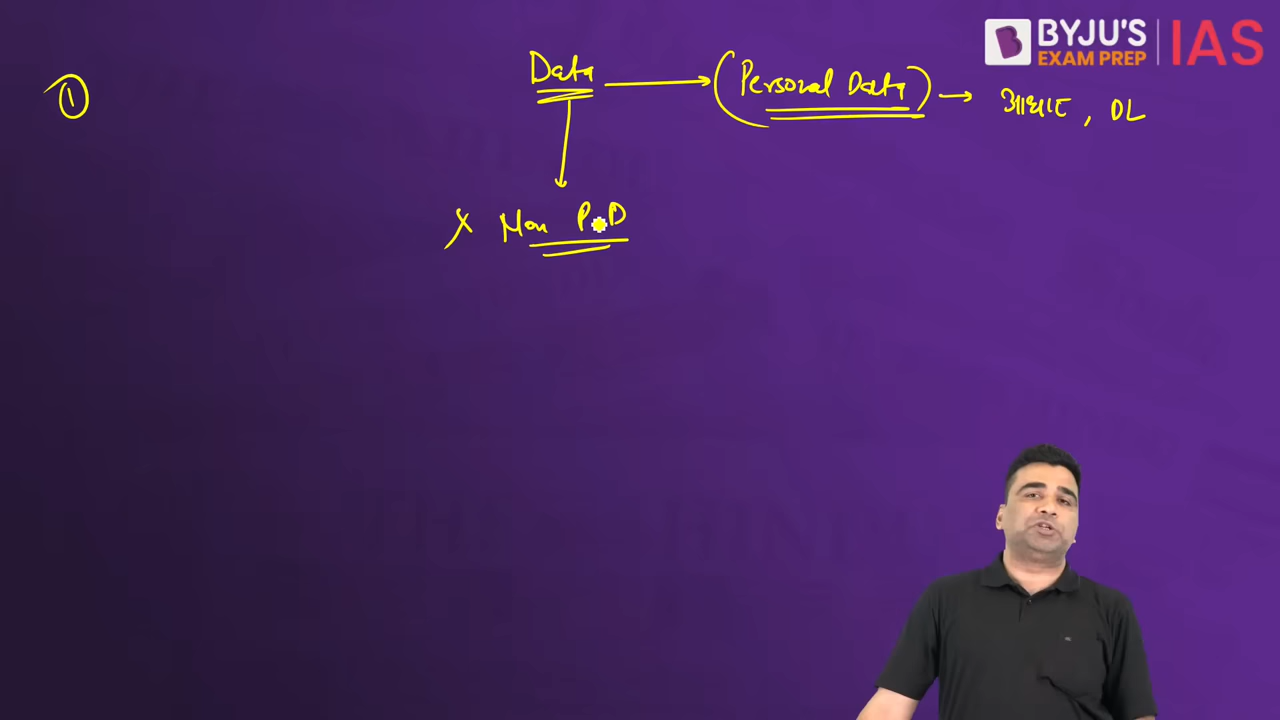 BYJU'S IAS
EXAM PREP
① Data → (Personal Data) → आधार, DL
X Non P.D